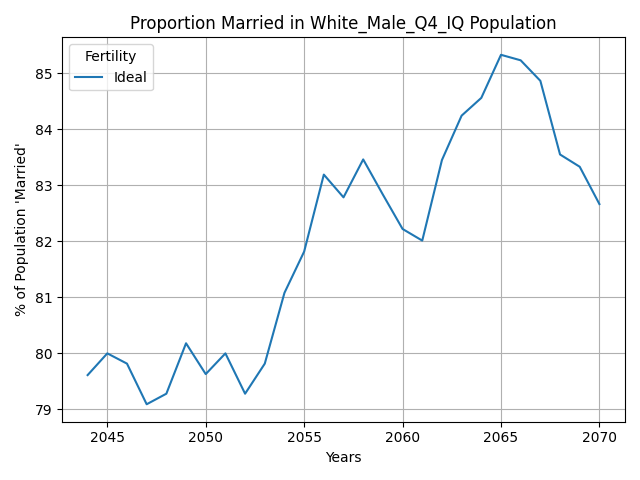 Proportion Married in White_Male_Q4_IQ Population
Fertility
Ideal
% of Population 'Married'
85
84
83
82
81
80
79
2045 2050 2055 2060 2065 2070
Years